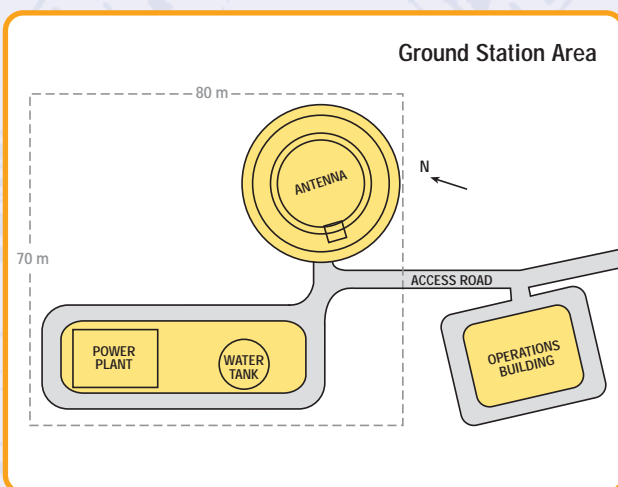 Ground Station Area
80 m
ANTENNA
N
70 m
ACCESS ROAD
POWER
PLANT
WATER
TANK
OPERATIONS
BUILDING